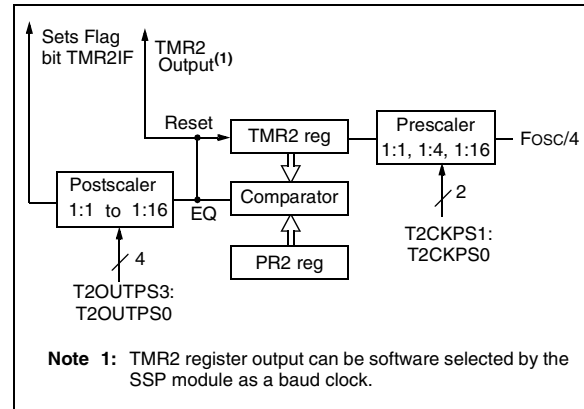 Sets Flag
bit TMR2IF
TMR2
Output(1)
Reset
TMR2 reg
Prescaler
1:1, 1:4, 1:16
FOSC/4
Postscaler
1:1 to 1:16
EQ
Comparator
2
T2CKPS1:
T2CKPS0
4
PR2 reg
T2OUTPS3:
T2OUTPS0
Note 1: TMR2 register output can be software selected by the
SSP module as a baud clock.